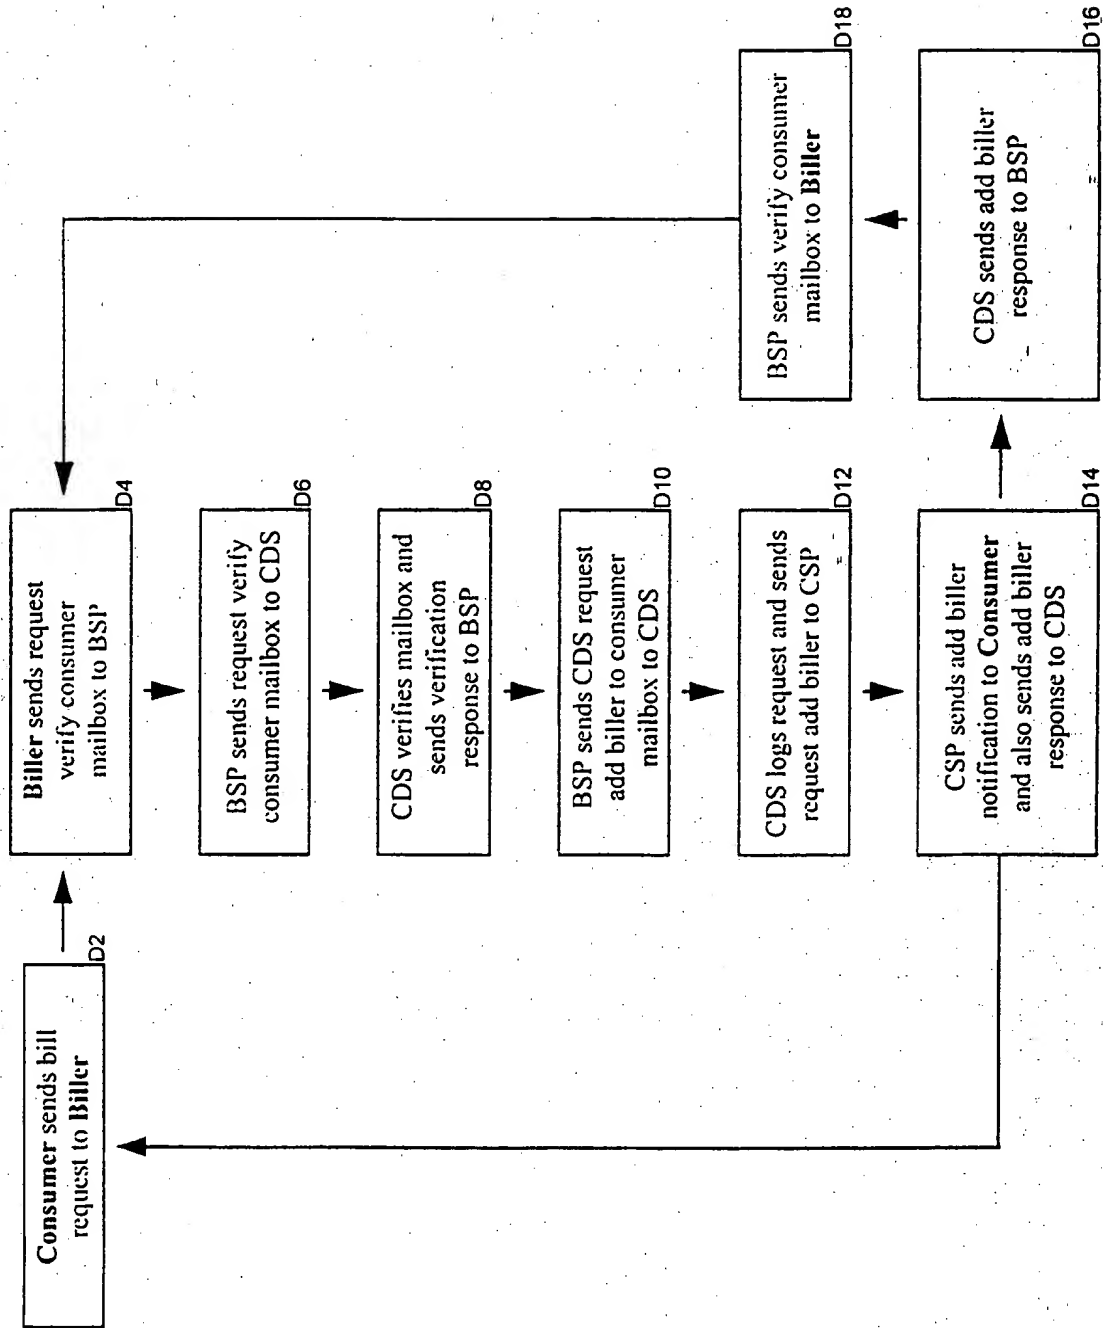 Consumer sends bill
request to Biller
D2
Biller sends request
verify consumer
mailbox to BSP
D4
BSP sends request verify
consumer mailbox to CDS
D6
CDS verifies mailbox and
sends verification
response to BSP
D8
BSP sends CDS request
add biller to consumer
mailbox to CDS
D10
CDS logs request and sends
request add biller to CSP
D12
CSP sends add biller
notification to Consumer
and also sends add biller
response to CDS
D14
CDS sends add biller
response to BSP
D16
BSP sends verify consumer
mailbox to Biller
D18